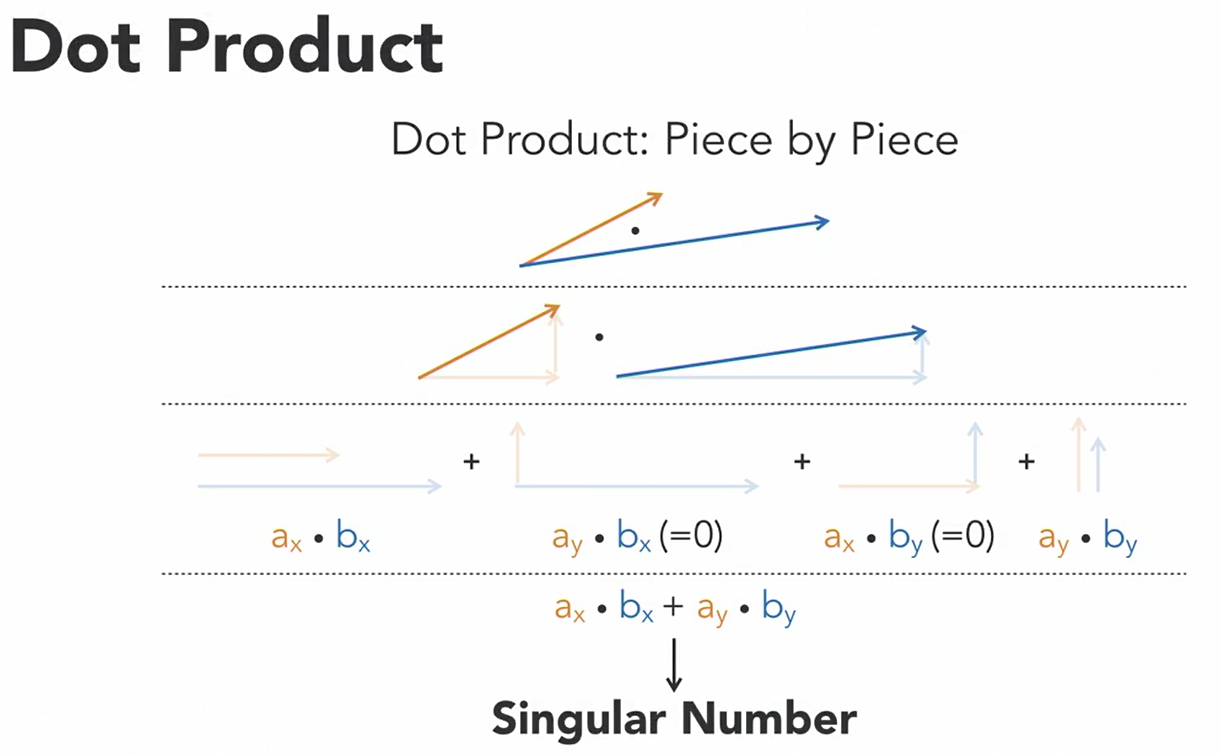 Dot Product
Dot Product: Piece by Piece
•
•
+ + +
ax • bx ay • bx (=0) ax • by (=0) ay • by
ax • bx + ay • by
Singular Number